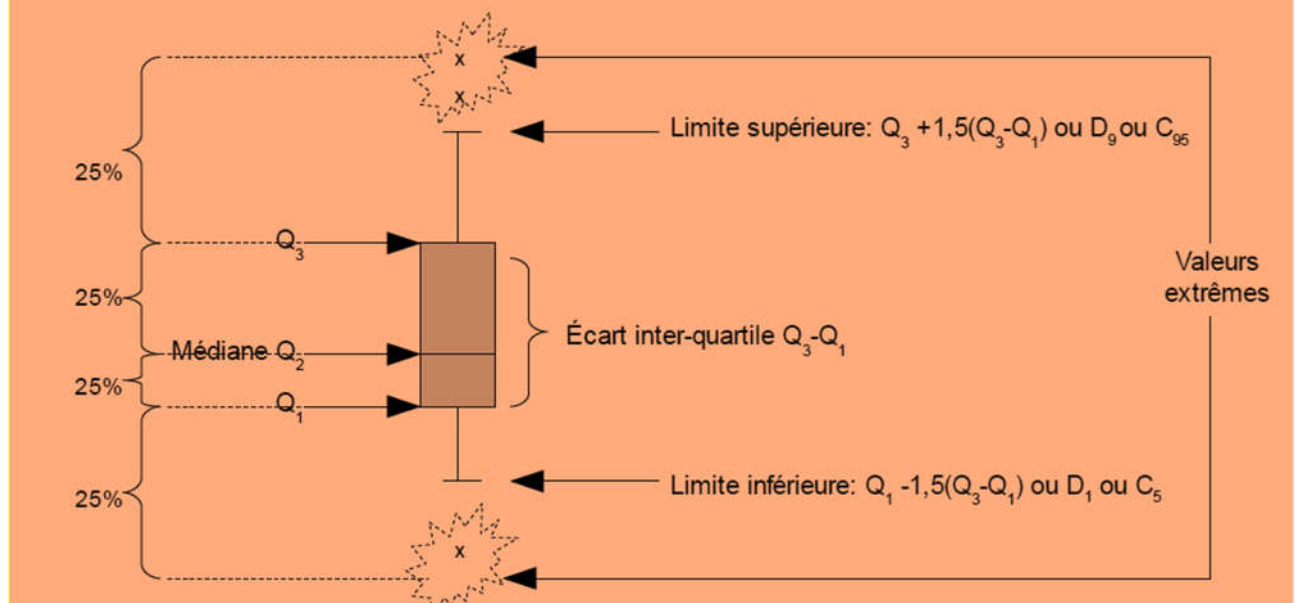 x
x
Limite supérieure: Q₃ +1,5(Q₃-Q₁) ou D₉ ou C₉₅
25%
Q₃
Valeurs
extrêmes
25%
Écart inter-quartile Q₃-Q₁
Médiane Q₂
25%
Q₁
Limite inférieure: Q₁ -1,5(Q₃-Q₁) ou D₁ ou C₅
25%
x